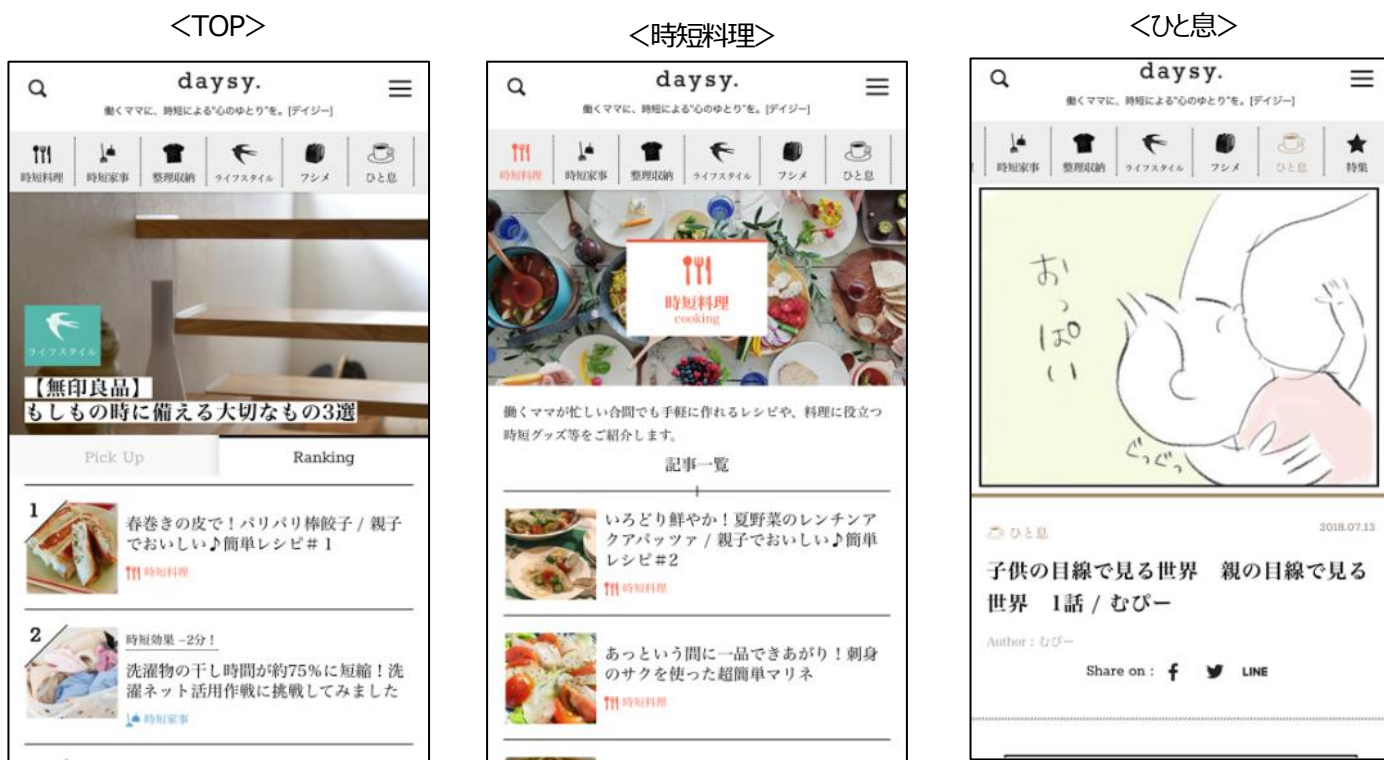 <TOP>
daysy.
働くママに、時短による"心のゆとり"を。[デイジー]
時短料理
時短家事
整理収納
ライフスタイル
フシメ
ひと息
ライフスタイル
【無印良品】
もしもの時に備える大切なもの3選
Pick Up
Ranking
1
春巻きの皮で！パリパリ棒餃子 / 親子
でおいしい♪簡単レシピ＃１
時短料理
2
時短効果 −2分！
洗濯物の干し時間が約75%に短縮！洗
濯ネット活用作戦に挑戦してみました
時短家事
<時短料理>
daysy.
働くママに、時短による"心のゆとり"を。[デイジー]
時短料理
時短家事
整理収納
ライフスタイル
フシメ
ひと息
時短料理
cooking
働くママが忙しい合間でも手軽に作れるレシピや、料理に役立つ
時短グッズ等をご紹介します。
記事一覧
いろどり鮮やか！夏野菜のレンチンア
クアパッツァ / 親子でおいしい♪簡単
レシピ#2
時短料理
あっという間に一品できあがり！刺身
のサクを使った超簡単マリネ
時短料理
<ひと息>
daysy.
働くママに、時短による"心のゆとり"を。[デイジー]
時短家事
整理収納
ライフスタイル
フシメ
ひと息
特集
おっぱい
ぐっぐっ
ひと息
2018.07.13
子供の目線で見る世界　親の目線で見る
世界　1話 / むぴー
Author : むぴー
Share on :
LINE